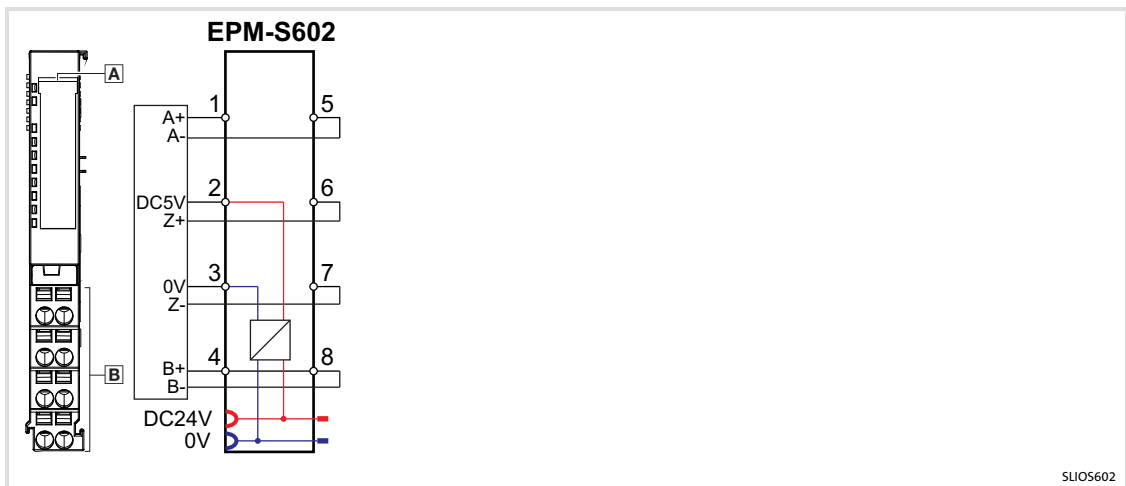 EPM-S602
A
1 5
A+
A-
2 6
DC5V
Z+
3 7
0V
Z-
4 8
B+
B-
B
DC24V
0V
SLIOS602